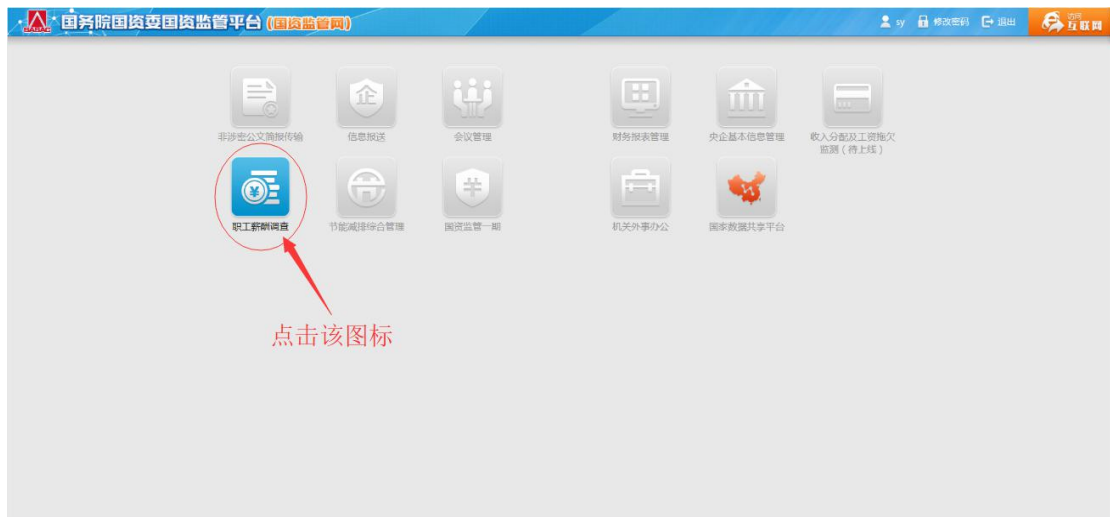 国务院国资委国资监管平台 (国资监管网)
sy 修改密码 退出 访问 互联网
非涉密公文简报传输 信息报送 会议管理 财务报表管理 央企基本信息管理 收入分配及工资拖欠
监测(待上线)
职工薪酬调查 节能减排综合管理 国资监管一期 机关外事办公 国家数据共享平台
点击该图标